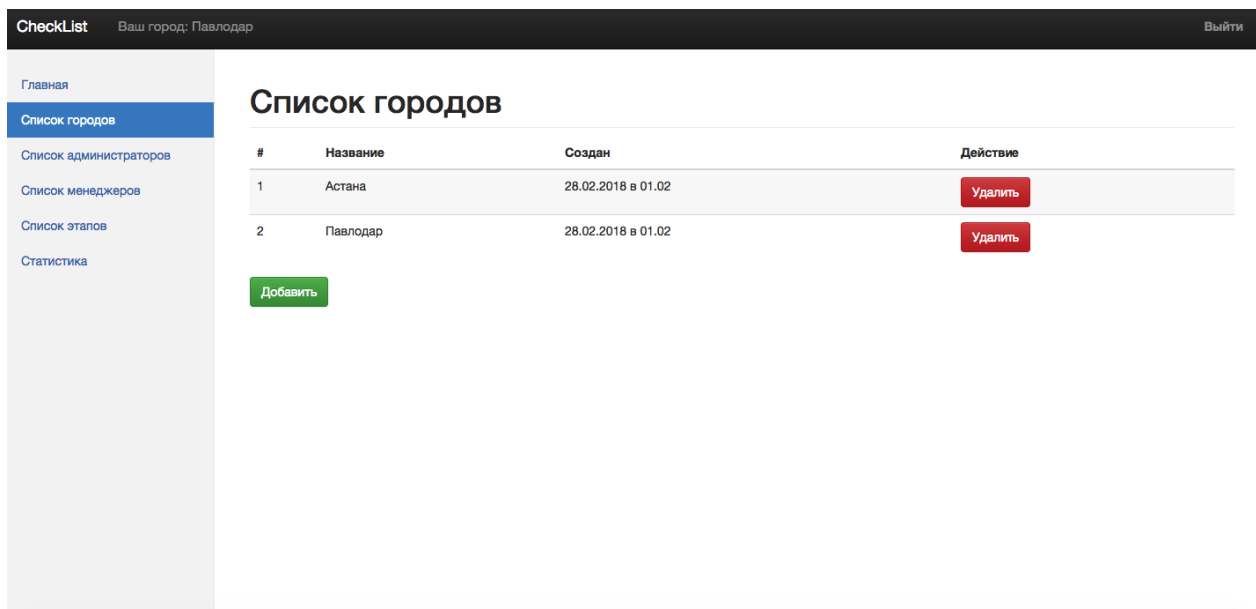 CheckList Ваш город: Павлодар Выйти
Главная
Список городов
Список администраторов
Список менеджеров
Список этапов
Статистика
Список городов
# Название Создан Действие
1 Астана 28.02.2018 в 01.02 Удалить
2 Павлодар 28.02.2018 в 01.02 Удалить
Добавить